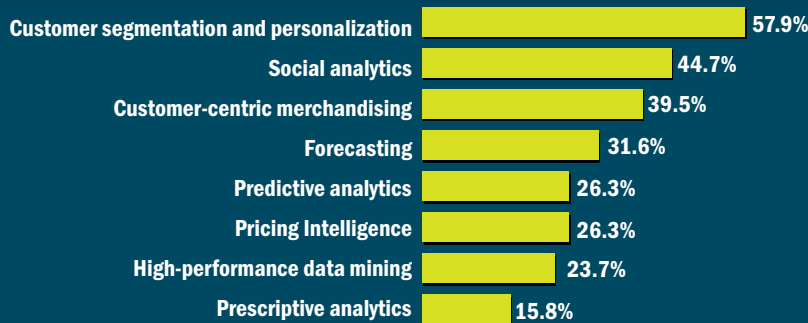 Customer segmentation and personalization 57.9%
Social analytics 44.7%
Customer-centric merchandising 39.5%
Forecasting 31.6%
Predictive analytics 26.3%
Pricing Intelligence 26.3%
High-performance data mining 23.7%
Prescriptive analytics 15.8%